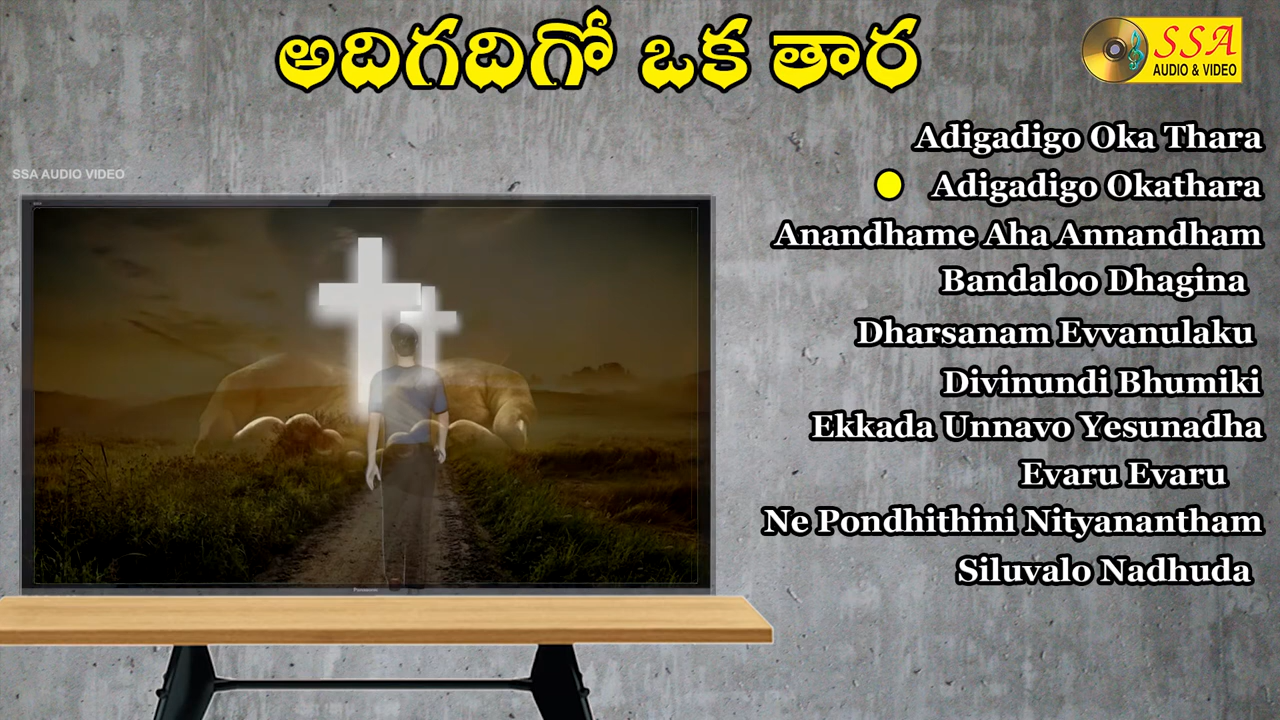 అదిగదిగో ఒక తార
SSA
AUDIO & VIDEO
Adigadigo Oka Thara
SSA AUDIO VIDEO
Adigadigo Okathara
Anandhame Aha Annandham
Bandaloo Dhagina
Dharsanam Evvanulaku
Divinundi Bhumiki
Ekkada Unnavo Yesunadha
Evaru Evaru
Ne Pondhithini Nityanantham
Siluvalo Nadhuda
Panasonic